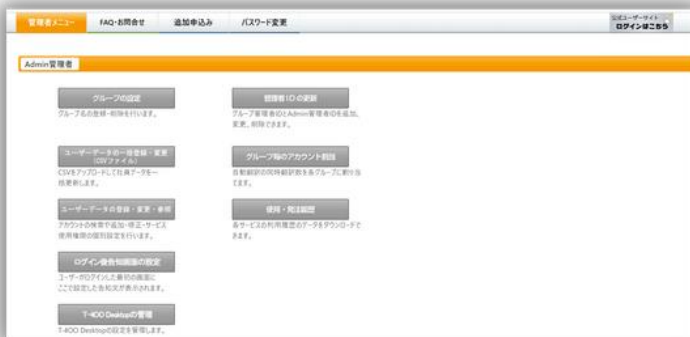 管理者メニュー
FAQ・お問合せ
追加申込み
パスワード変更
公式ユーザーサイト
ログインはこちら
Admin管理者
グループの設定
グループ名の登録・削除を行います。
管理者IDの更新
グループ管理者IDとAdmin管理者IDを追加、
変更、削除できます。
ユーザーデータの一括登録・変更
(CSVファイル)
CSVをアップロードして社員データを一
括更新します。
グループ毎のアカウント割当
自動翻訳の同時翻訳数を各グループに割り当
てます。
ユーザーデータの登録・変更・参照
アカウントの検索や追加・修正・サービス
使用権限の個別設定を行います。
使用・発注履歴
各サービスの利用履歴のデータをダウンロードで
きます。
ログイン後告知画面の設定
ユーザーがログインした最初の画面に
ここで設定した告知文が表示されます。
T-4OO Desktopの管理
T-4OO Desktopの設定を管理します。